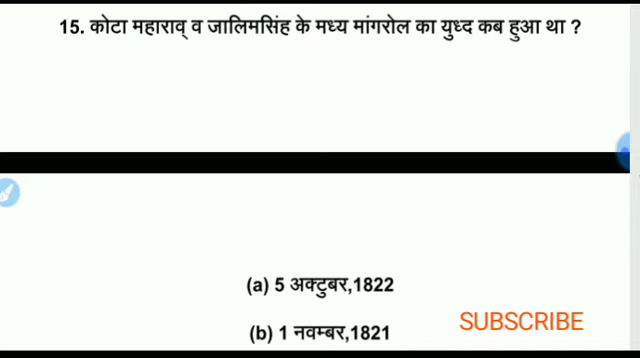 15. कोटा महाराव् व जालिमसिंह के मध्य मांगरोल का युध्द कब हुआ था ?
(a) 5 अक्टुबर,1822
SUBSCRIBE
(b) 1 नवम्बर,1821